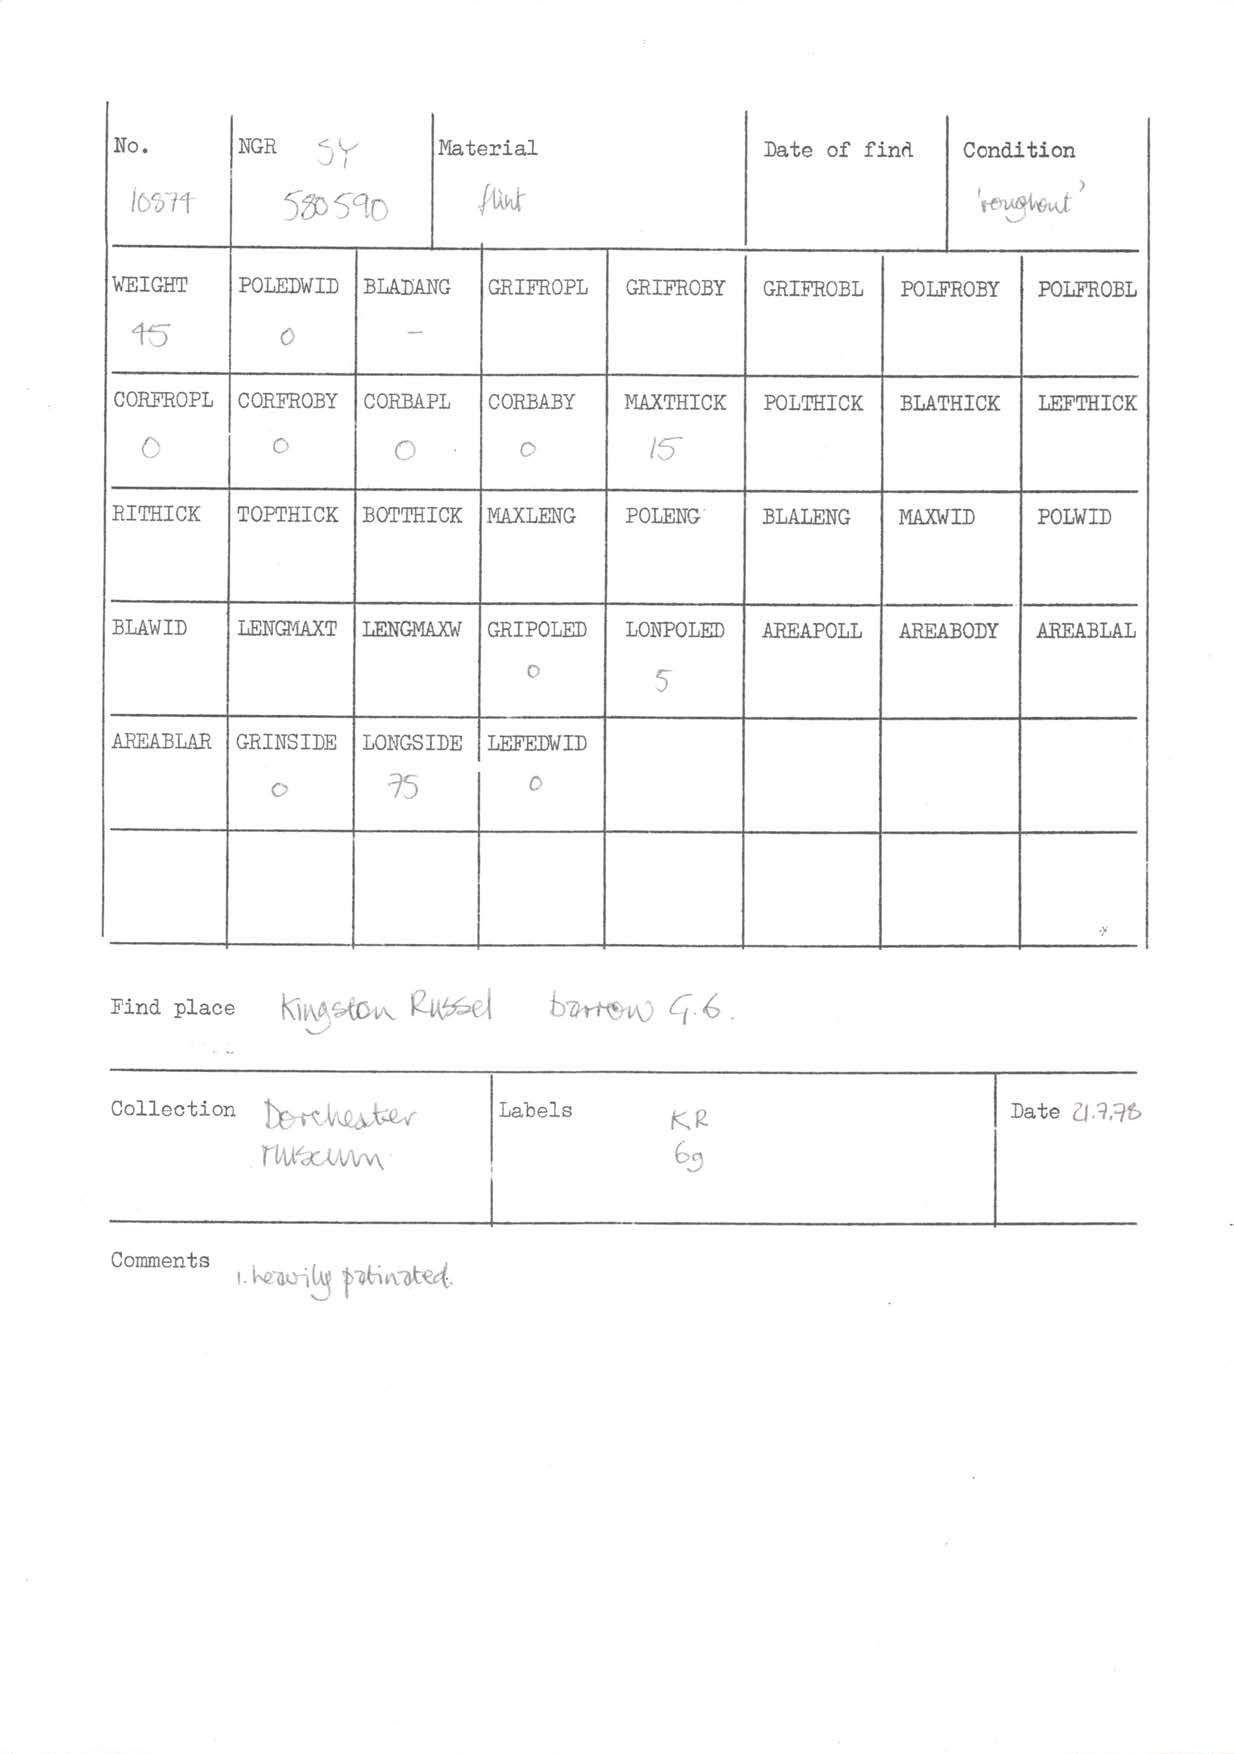 No. NGR SY Material Date of find Condition
10874 580590 flint 'roughout'
WEIGHT POLEDWID BLADANG GRIFROPL GRIFROBY GRIFROBL POLFROBY POLFROBL
45 0 –
CORFROPL CORFROBY CORBAPL CORBABY MAXTHICK POLTHICK BLATHICK LEFTHICK
0 0 0 0 15
RITHICK TOPTHICK BOTTHICK MAXLENG POLENG BLALENG MAXWID POLWID
BLAWID LENGMAXT LENGMAXW GRIPOLED LONPOLED AREAPOLL AREABODY AREABLAL
0 5
AREABLAR GRINSIDE LONGSIDE LEFEDWID
0 75 0
Find place Kingston Russel barrow G.6.
Collection Dorchester Labels KR Date 21.7.78
Museum 6g
Comments 1. heavily patinated.